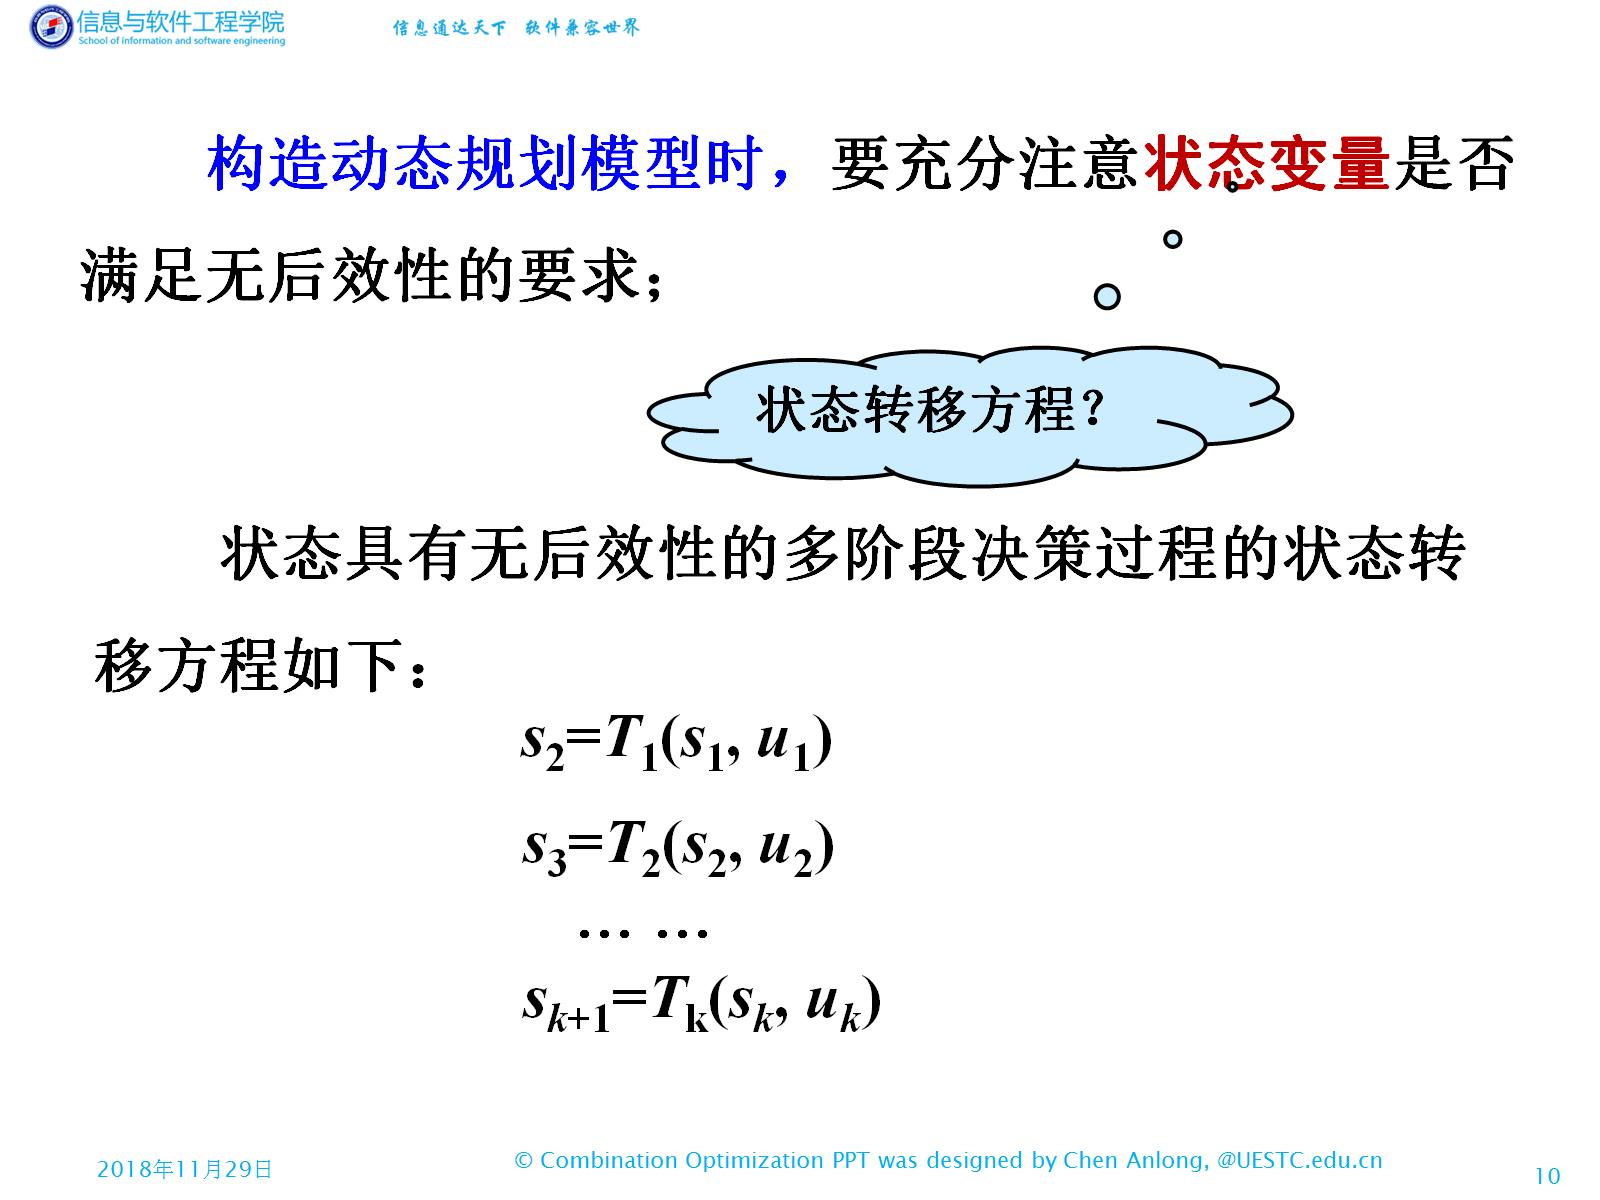 信息与软件工程学院
School of information and software engineering
信息通达天下 软件兼容世界
构造动态规划模型时，要充分注意状态变量是否
满足无后效性的要求；
状态转移方程？
状态具有无后效性的多阶段决策过程的状态转
移方程如下：
s2=T1(s1, u1)
s3=T2(s2, u2)
… …
sk+1=Tk(sk, uk)
2018年11月29日
© Combination Optimization PPT was designed by Chen Anlong, @UESTC.edu.cn
10